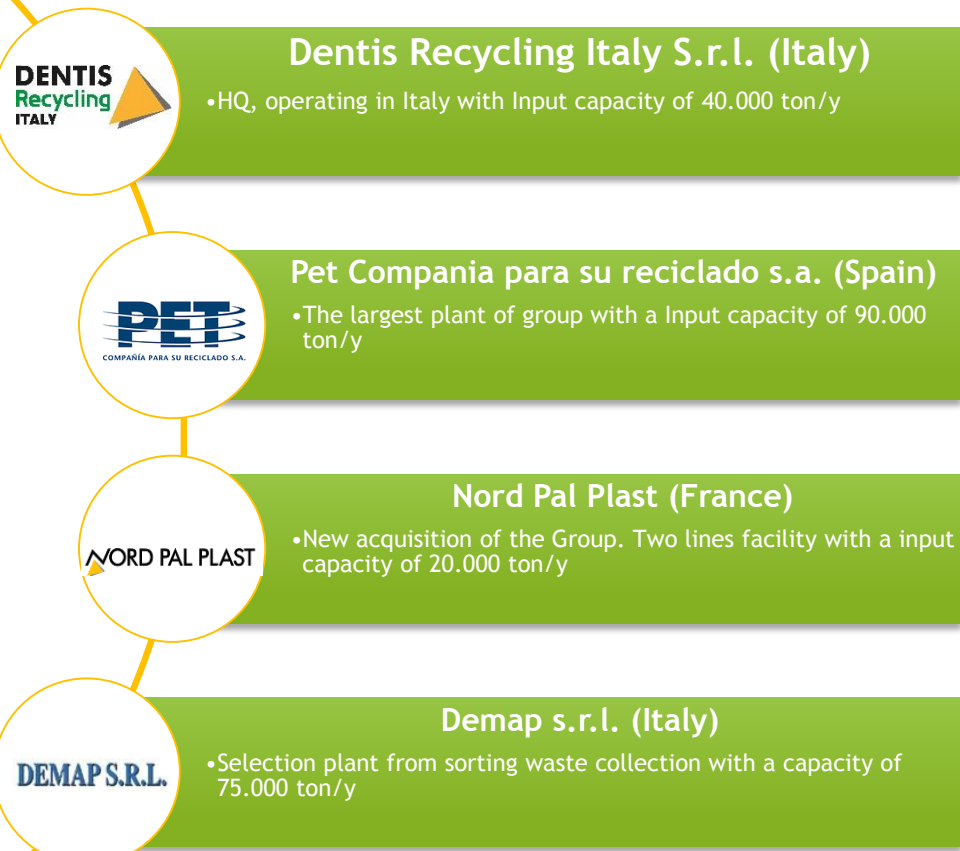 DENTIS
Recycling
ITALY
Dentis Recycling Italy S.r.l. (Italy)
•HQ, operating in Italy with Input capacity of 40.000 ton/y
PET
COMPAÑÍA PARA SU RECICLADO S.A.
Pet Compania para su reciclado s.a. (Spain)
•The largest plant of group with a Input capacity of 90.000
ton/y
NORD PAL PLAST
Nord Pal Plast (France)
•New acquisition of the Group. Two lines facility with a input
capacity of 20.000 ton/y
DEMAP S.R.L.
Demap s.r.l. (Italy)
•Selection plant from sorting waste collection with a capacity of
75.000 ton/y